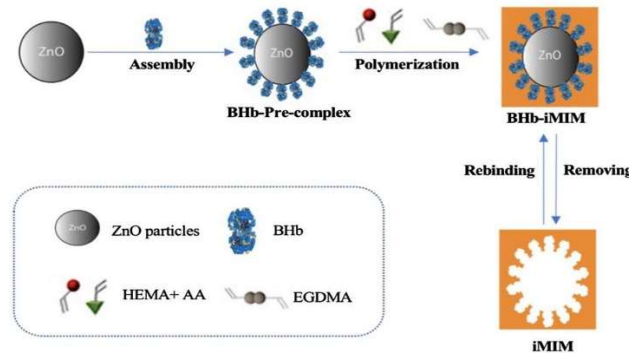 ZnO
Assembly
ZnO
BHb-Pre-complex
Polymerization
ZnO
BHb-iMIM
Rebinding
Removing
iMIM
ZnO
ZnO particles
BHb
HEMA+ AA
EGDMA